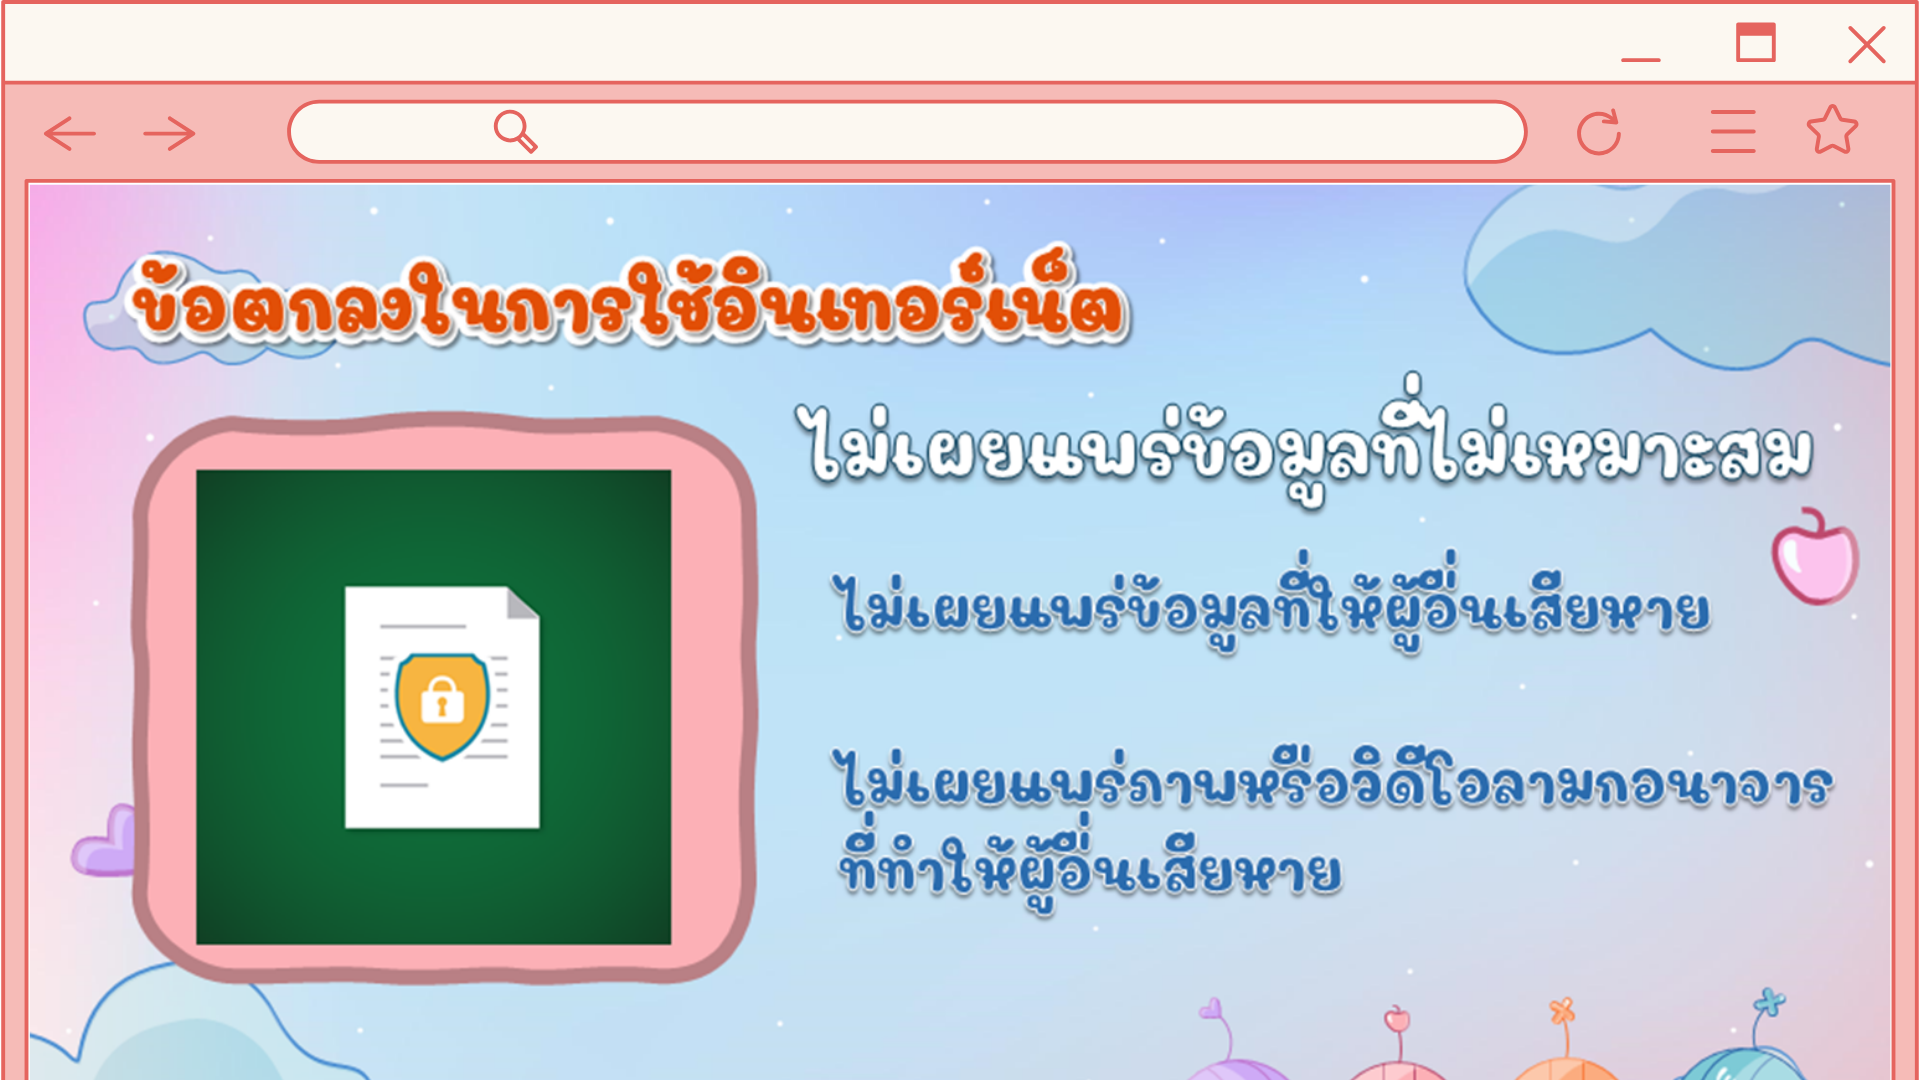 ข้อตกลงในการใช้อินเทอร์เน็ต
ไม่เผยแพร่ข้อมูลที่ไม่เหมาะสม
ไม่เผยแพร่ข้อมูลที่ให้ผู้อื่นเสียหาย
ไม่เผยแพร่ภาพหรือวิดีโอลามกอนาจาร
ที่ทำให้ผู้อื่นเสียหาย